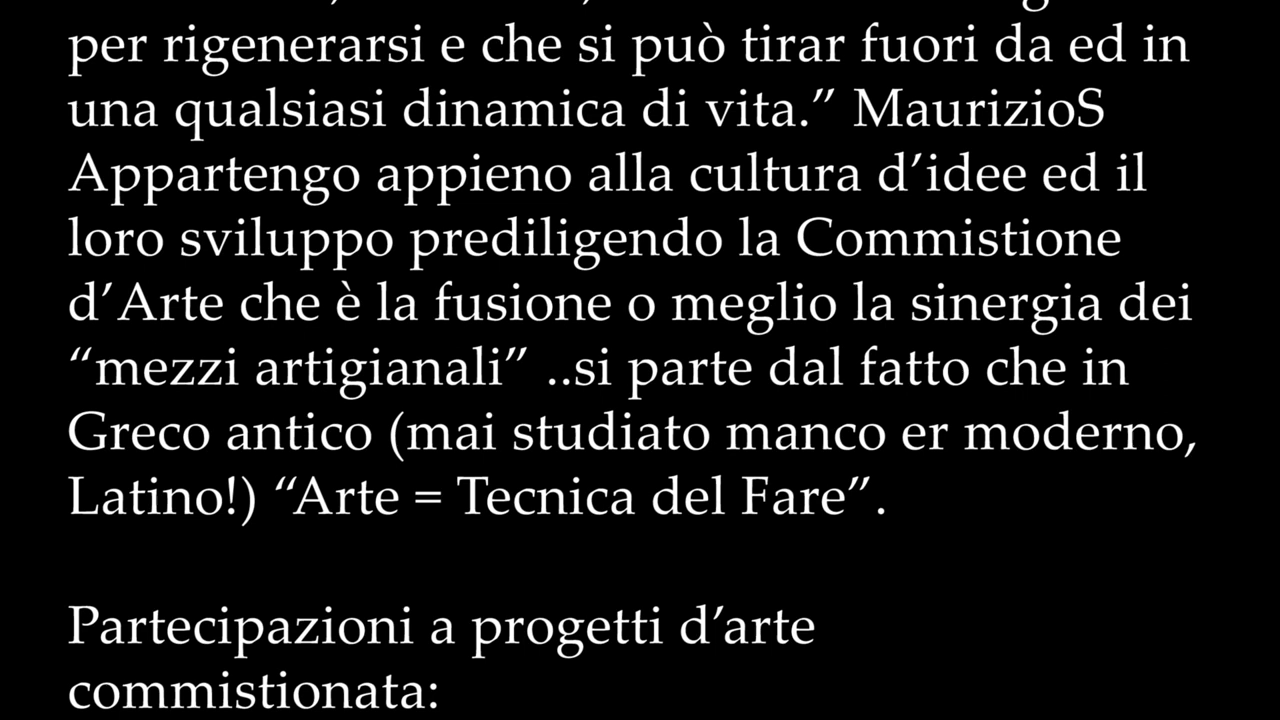 per rigenerarsi e che si può tirar fuori da ed in
una qualsiasi dinamica di vita.” MaurizioS
Appartengo appieno alla cultura d’idee ed il
loro sviluppo prediligendo la Commistione
d’Arte che è la fusione o meglio la sinergia dei
“mezzi artigianali” ..si parte dal fatto che in
Greco antico (mai studiato manco er moderno,
Latino!) “Arte = Tecnica del Fare”.
Partecipazioni a progetti d’arte
commistionata: